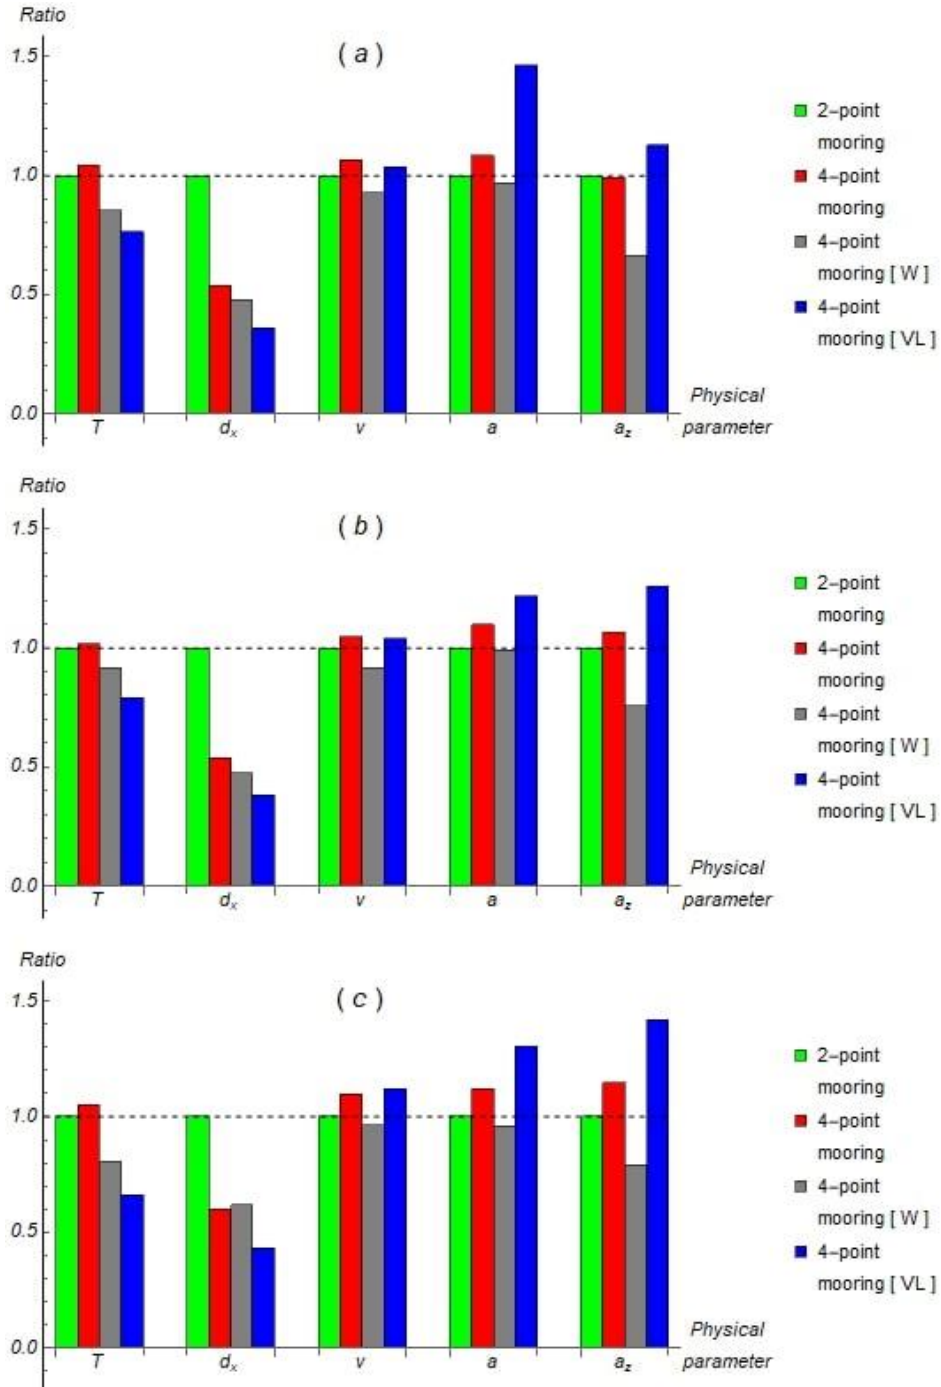 Ratio
( a )
1.5
1.0
0.5
0.0
T
dₓ
v
a
a_z
Physical
parameter
2-point
mooring
4-point
mooring
4-point
mooring [ W ]
4-point
mooring [ VL ]
Ratio
( b )
1.5
1.0
0.5
0.0
T
dₓ
v
a
a_z
Physical
parameter
2-point
mooring
4-point
mooring
4-point
mooring [ W ]
4-point
mooring [ VL ]
Ratio
( c )
1.5
1.0
0.5
0.0
T
dₓ
v
a
a_z
Physical
parameter
2-point
mooring
4-point
mooring
4-point
mooring [ W ]
4-point
mooring [ VL ]